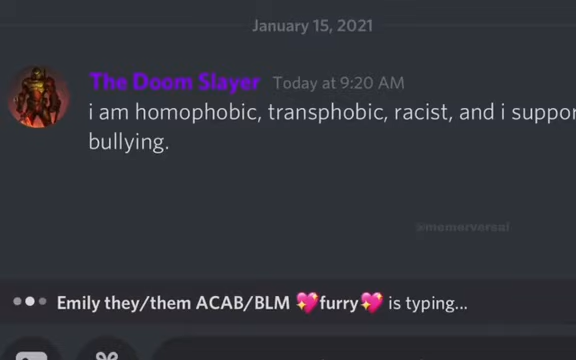 January 15, 2021
The Doom Slayer Today at 9:20 AM
i am homophobic, transphobic, racist, and i suppor
bullying.
@memerversal
Emily they/them ACAB/BLM 💖furry💖 is typing...